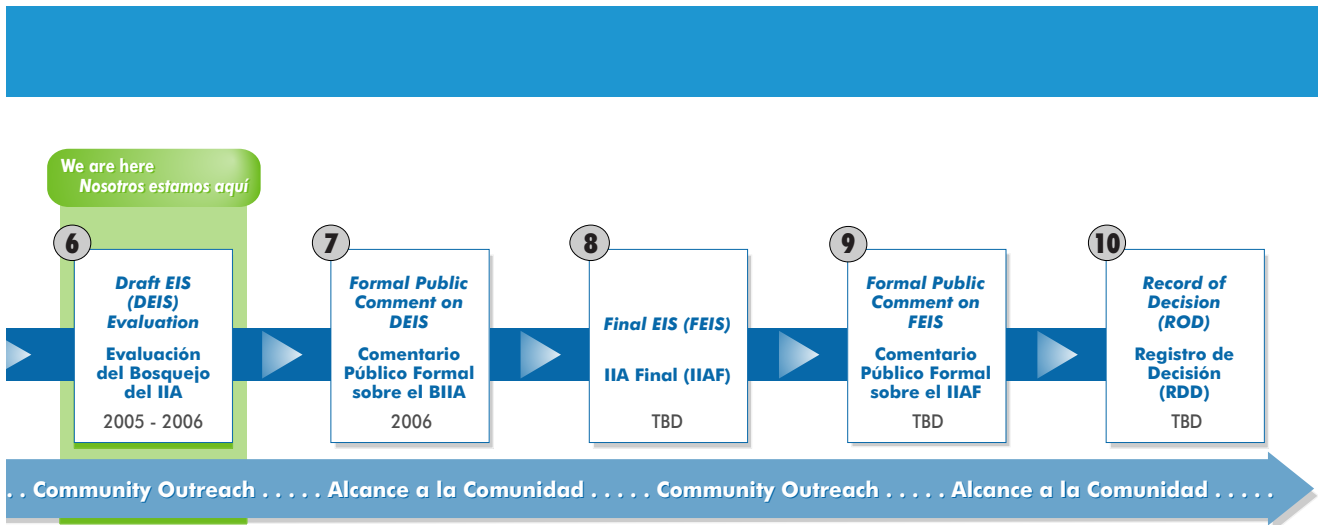 We are here
Nosotros estamos aquí
6
Draft EIS
(DEIS)
Evaluation
Evaluación
del Bosquejo
del IIA
2005 - 2006
7
Formal Public
Comment on
DEIS
Comentario
Público Formal
sobre el BIIA
2006
8
Final EIS (FEIS)
IIA Final (IIAF)
TBD
9
Formal Public
Comment on
FEIS
Comentario
Público Formal
sobre el IIAF
TBD
10
Record of
Decision
(ROD)
Registro de
Decisión
(RDD)
TBD
. . Community Outreach . . . . . Alcance a la Comunidad . . . . . Community Outreach . . . . . Alcance a la Comunidad . . . . .